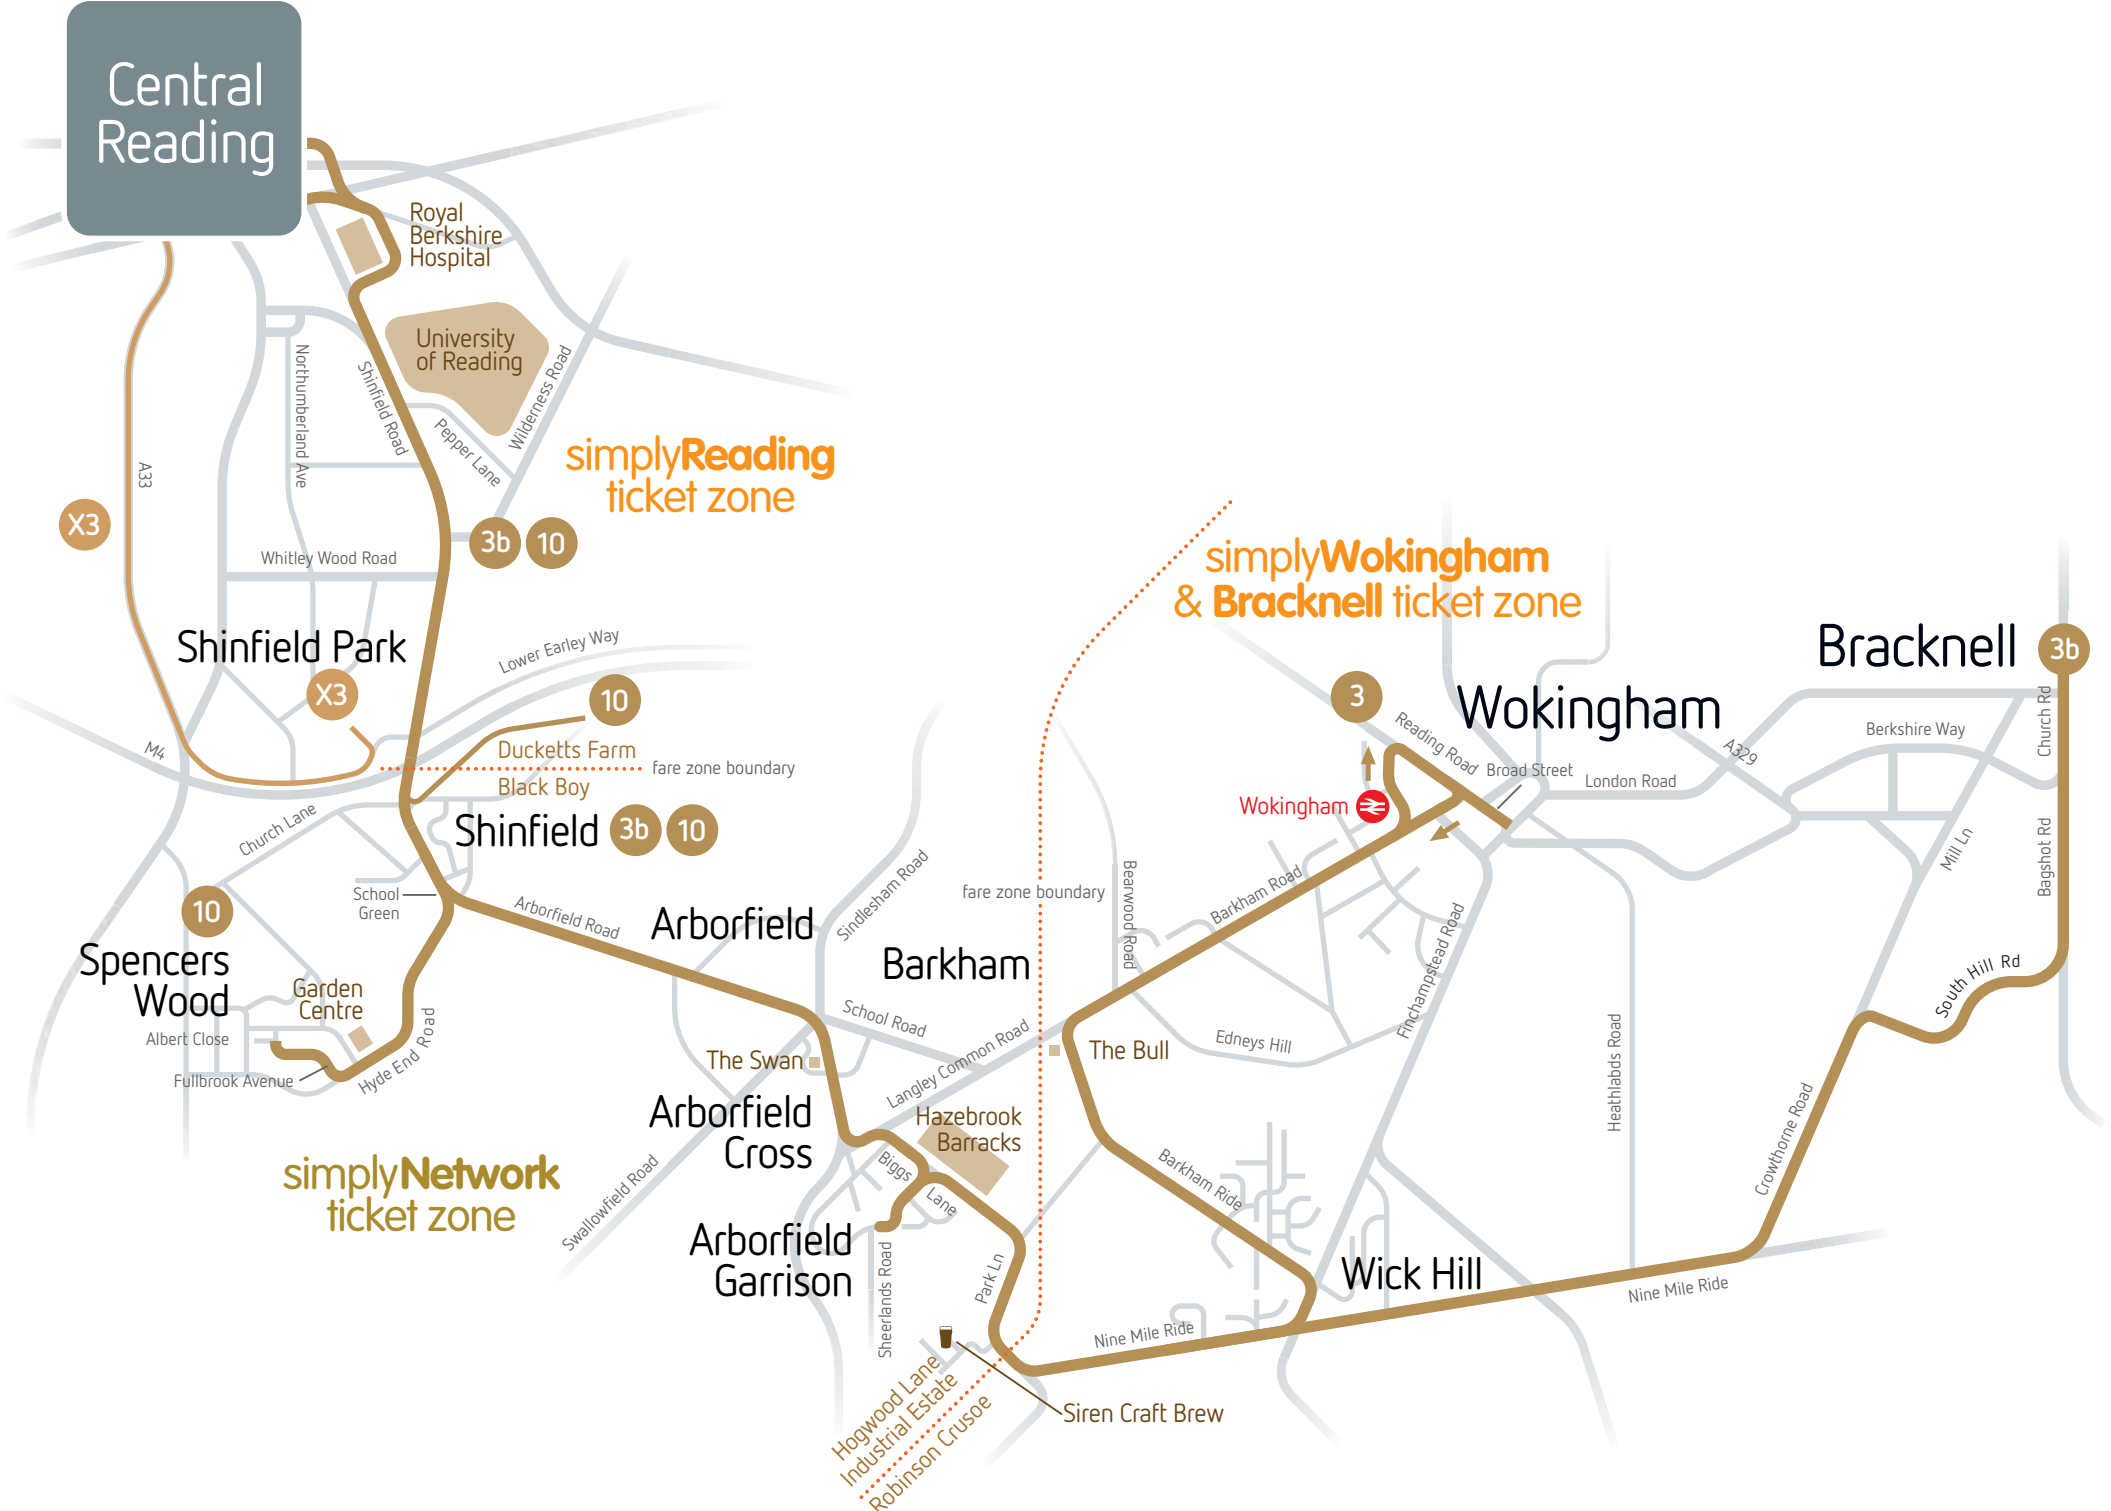 Central
Reading
Royal
Berkshire
Hospital
University
of Reading
Northumberland Ave
Shinfield Road
Pepper Lane
Wilderness Road
simplyReading
ticket zone
A33
X3
3b
10
Whitley Wood Road
Shinfield Park
X3
Lower Earley Way
10
M4
Ducketts Farm
fare zone boundary
Black Boy
Church Lane
Shinfield
3b
10
School
Green
10
Spencers
Wood
Garden
Centre
Albert Close
Fullbrook Avenue
Hyde End Road
Arborfield Road
Arborfield
Sindlesham Road
simplyNetwork
ticket zone
School Road
The Swan
Arborfield
Cross
Swallowfield Road
Langley Common Road
Hazebrook
Barracks
Biggs
Lane
Arborfield
Garrison
Sheerlands Road
Park Ln
Hogwood Lane
Industrial Estate
Robinson Crusoe
Siren Craft Brew
simplyWokingham
& Bracknell ticket zone
3
Wokingham
Reading Road
Broad Street
Wokingham
London Road
A329
Berkshire Way
Bracknell
3b
Church Rd
Bagshot Rd
Mill Ln
South Hill Rd
fare zone boundary
Bearwood Road
Barkham Road
Barkham
The Bull
Edneys Hill
Finchampstead Road
Heathlabds Road
Crowthorne Road
Barkham Ride
Wick Hill
Nine Mile Ride
Nine Mile Ride